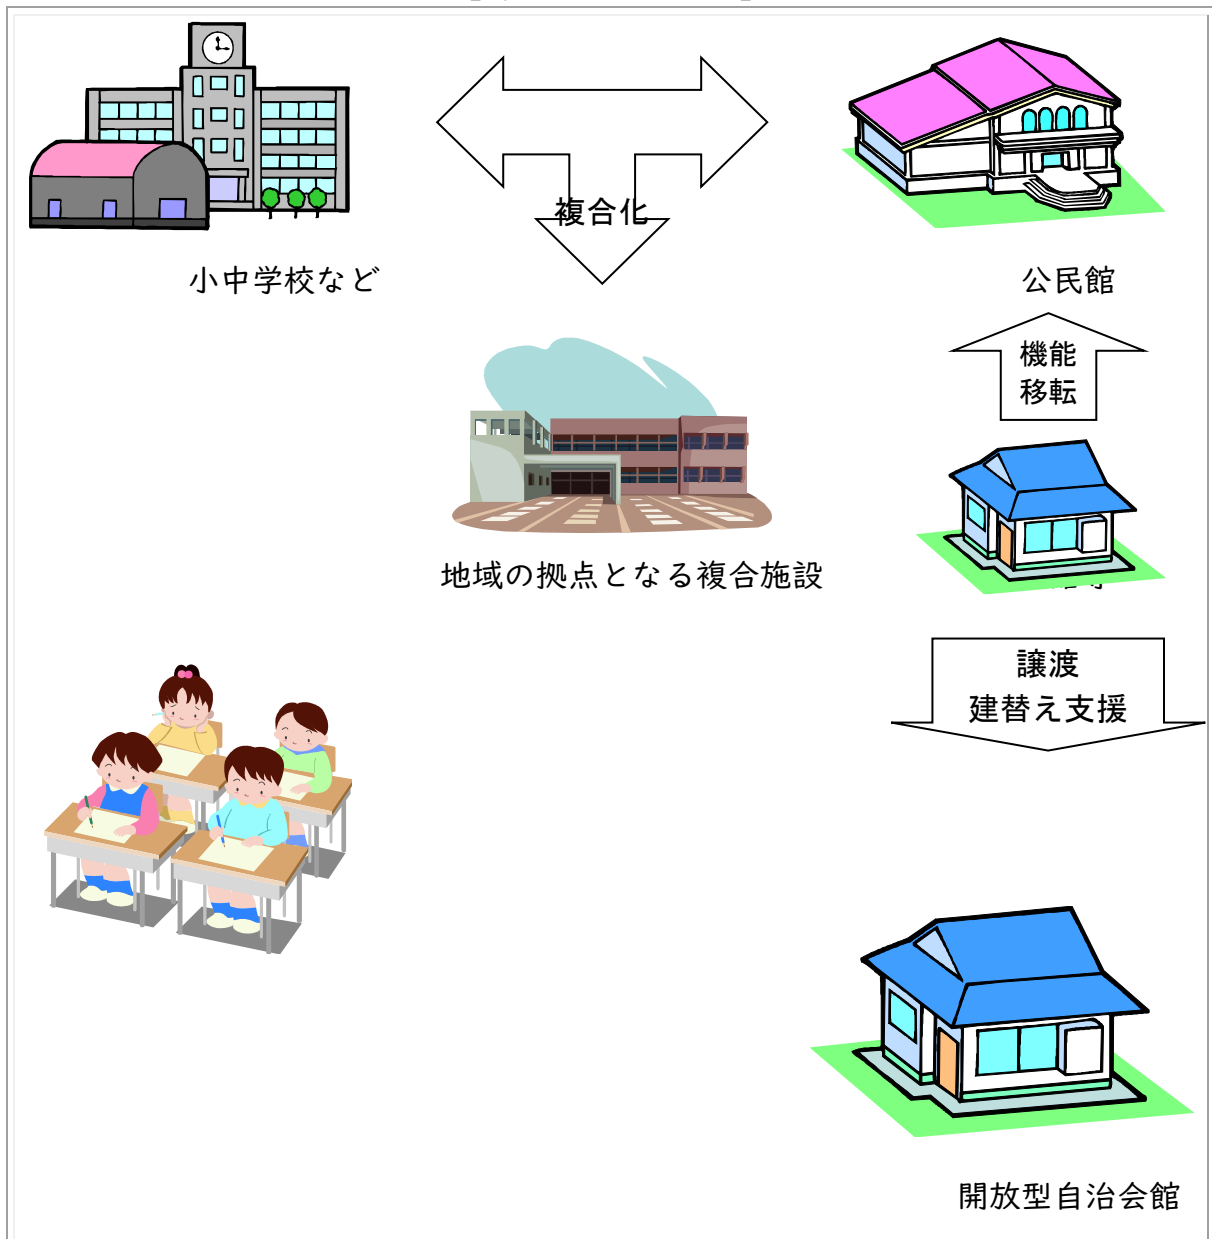 複合化
小中学校など
公民館
機能
移転
地域の拠点となる複合施設
譲渡
建替え支援
開放型自治会館